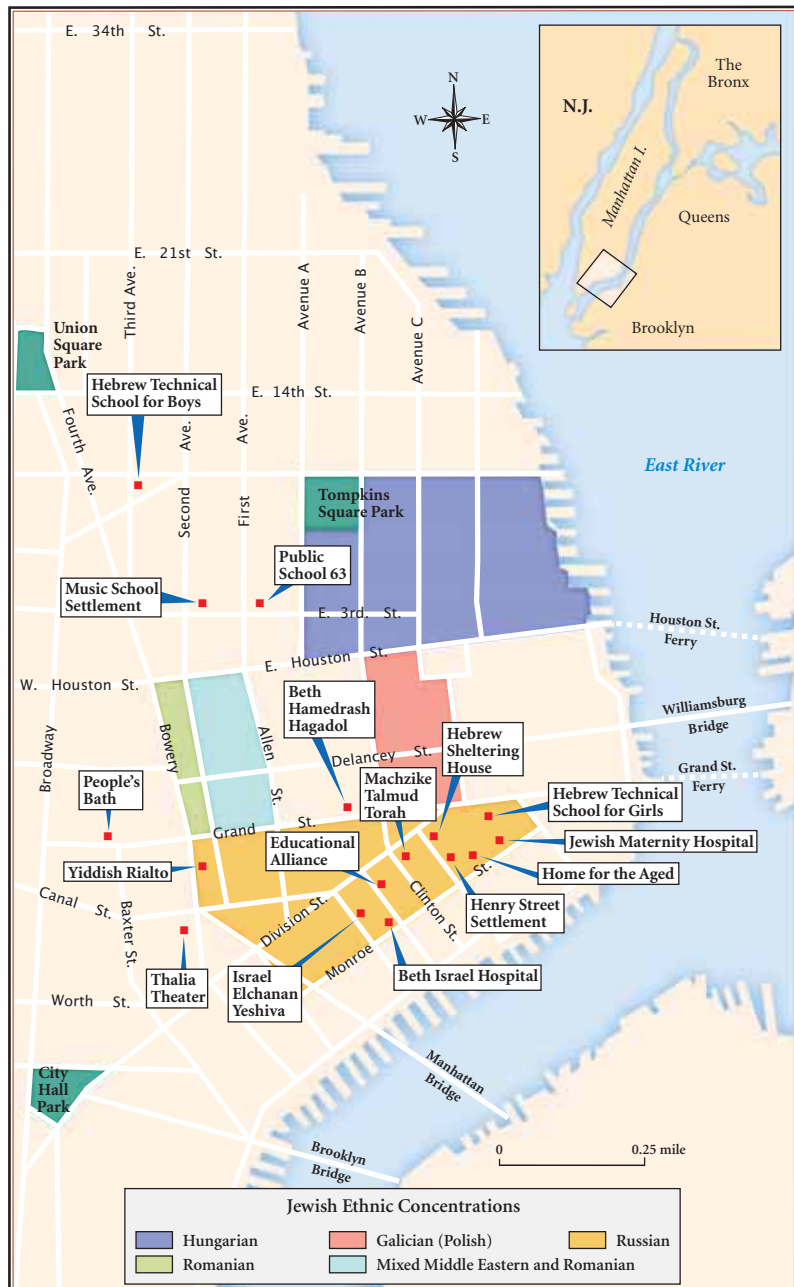 E. 34th St.
N
W E
S
The
Bronx
N.J.
Manhattan I.
Queens
Brooklyn
E. 21st St.
Third Ave.
Avenue A
Avenue B
Avenue C
Union
Square
Park
Hebrew Technical
School for Boys
E. 14th St.
Fourth Ave.
Second Ave.
First Ave.
East River
Tompkins
Square Park
Public
School 63
Music School
Settlement
E. 3rd. St.
Houston St.
Ferry
E. Houston St.
W. Houston St.
Broadway
Bowery
Allen St.
Beth
Hamedrash
Hagadol
Williamsburg
Bridge
Hebrew
Sheltering
House
Delancey St.
Grand St.
Ferry
Machzike
Talmud
Torah
People's
Bath
Hebrew Technical
School for Girls
Grand St.
Educational
Alliance
Jewish Maternity Hospital
Yiddish Rialto
Home for the Aged
Canal St.
Baxter St.
Division St.
Clinton St.
Henry Street
Settlement
Monroe St.
Thalia
Theater
Israel
Elchanan
Yeshiva
Beth Israel Hospital
Worth St.
City
Hall
Park
Manhattan
Bridge
Brooklyn
Bridge
0 0.25 mile
Jewish Ethnic Concentrations
Hungarian
Galician (Polish)
Russian
Romanian
Mixed Middle Eastern and Romanian